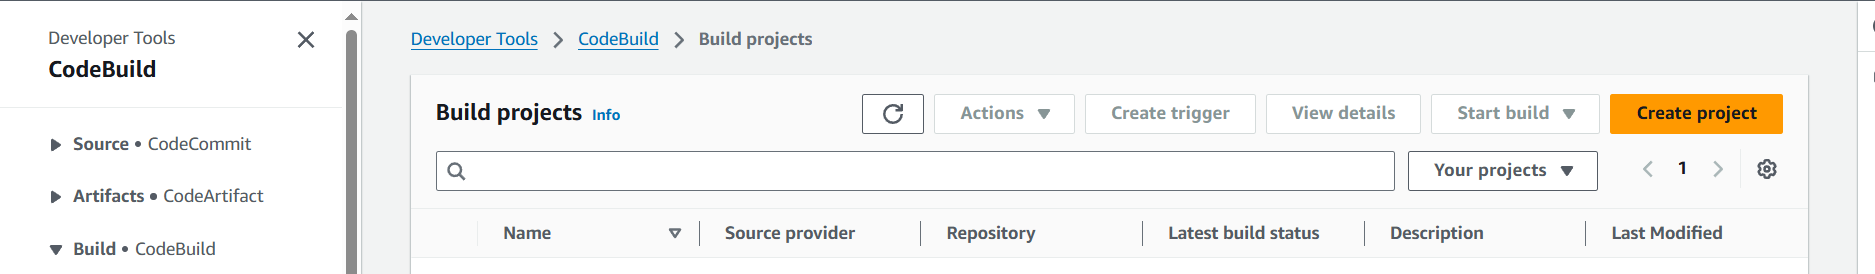 Developer Tools
CodeBuild
Source • CodeCommit
Artifacts • CodeArtifact
Build • CodeBuild
Developer Tools > CodeBuild > Build projects
Build projects Info
Actions
Create trigger
View details
Start build
Create project
Your projects
1
Name Source provider Repository Latest build status Description Last Modified